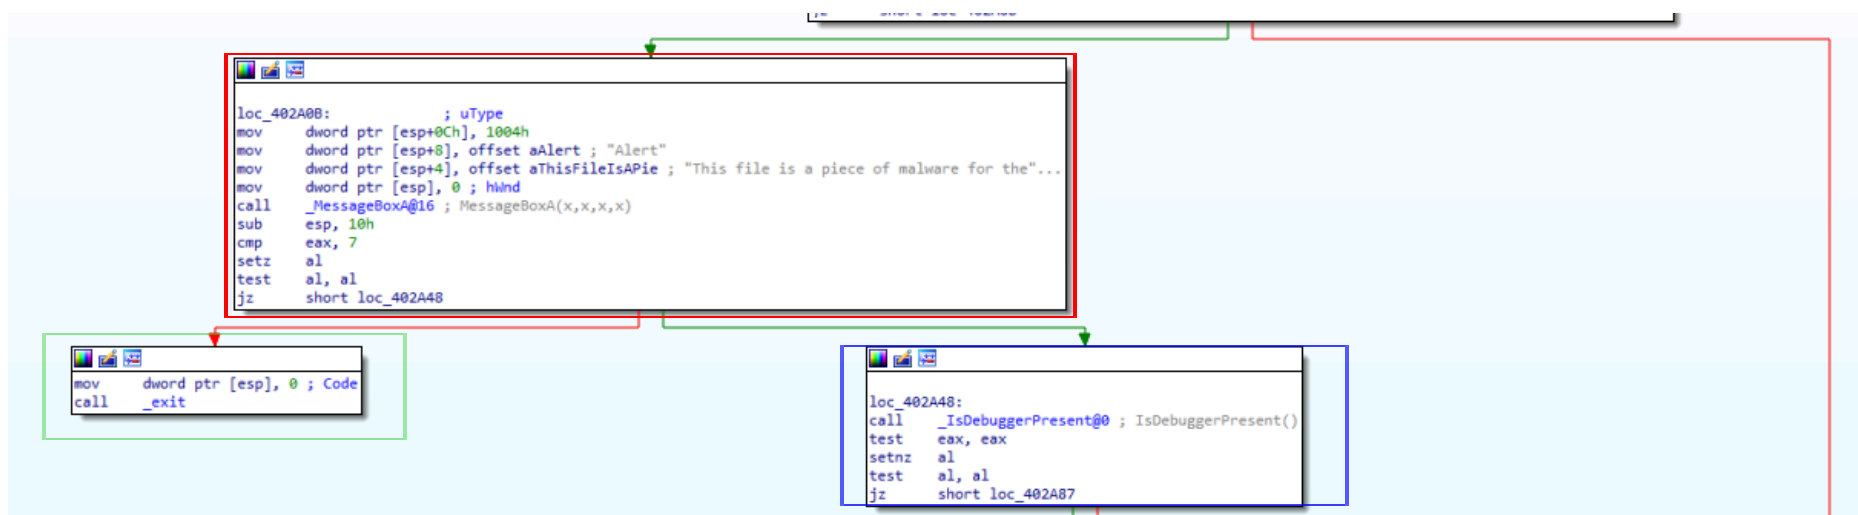 loc_402A0B: ; uType
mov dword ptr [esp+0Ch], 1004h
mov dword ptr [esp+8], offset aAlert ; "Alert"
mov dword ptr [esp+4], offset aThisFileIsAPie ; "This file is a piece of malware for the"...
mov dword ptr [esp], 0 ; hWnd
call _MessageBoxA@16 ; MessageBoxA(x,x,x,x)
sub esp, 10h
cmp eax, 7
setz al
test al, al
jz short loc_402A48
mov dword ptr [esp], 0 ; Code
call _exit
loc_402A48:
call _IsDebuggerPresent@0 ; IsDebuggerPresent()
test eax, eax
setnz al
test al, al
jz short loc_402A87